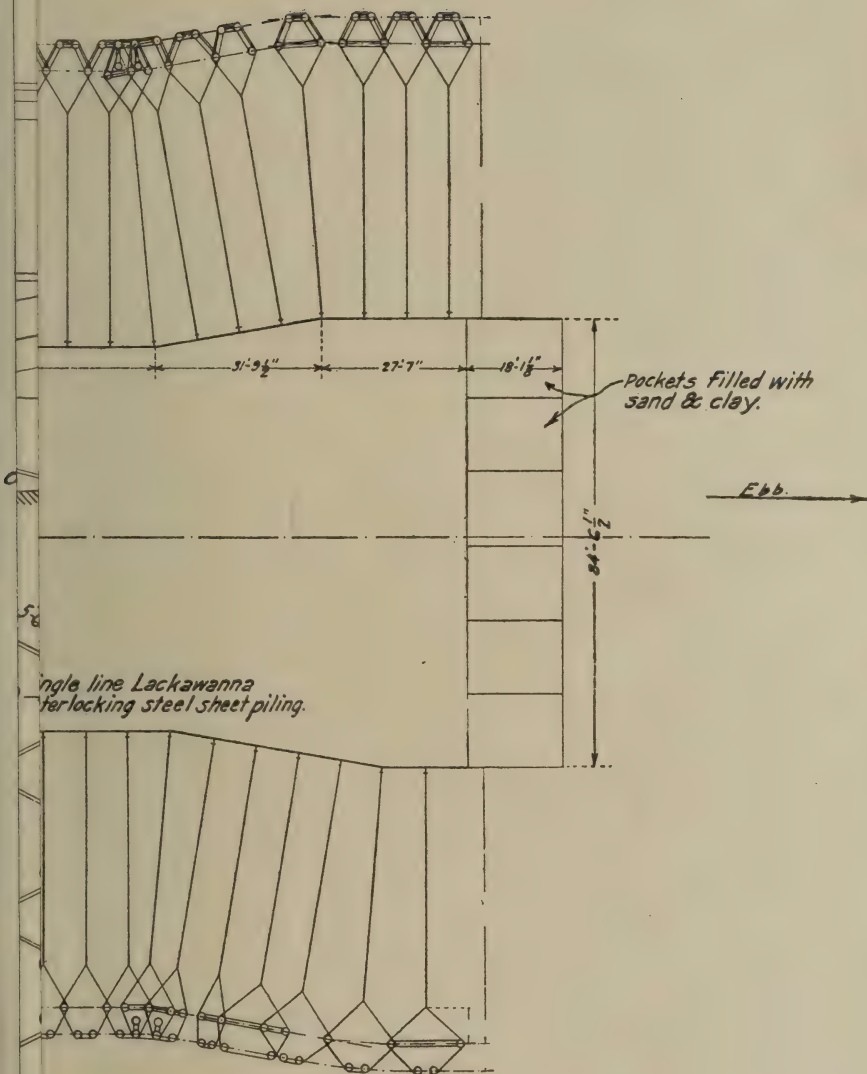 31'-9½" 27'-7" 18'-1⅛"
Pockets filled with
sand & clay.
Ebb.
84'-6½"
ngle line Lackawanna
terlocking steel sheet piling.